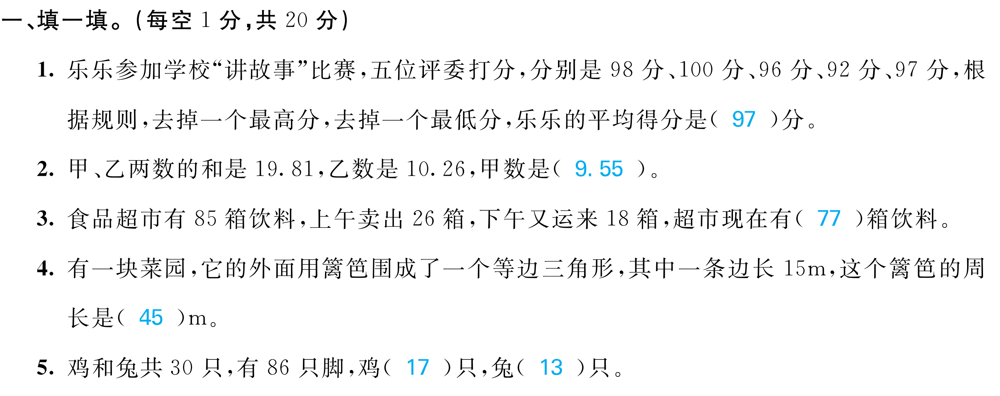 一、填一填。(每空 1 分,共 20 分)
1. 乐乐参加学校“讲故事”比赛,五位评委打分,分别是 98 分、100 分、96 分、92 分、97 分,根
据规则,去掉一个最高分,去掉一个最低分,乐乐的平均得分是( 97 )分。
2. 甲、乙两数的和是 19. 81,乙数是 10. 26,甲数是( 9. 55 )。
3. 食品超市有 85 箱饮料,上午卖出 26 箱,下午又运来 18 箱,超市现在有( 77 )箱饮料。
4. 有一块菜园,它的外面用篱笆围成了一个等边三角形,其中一条边长 15m,这个篱笆的周
长是( 45 )m。
5. 鸡和兔共 30 只,有 86 只脚,鸡( 17 )只,兔( 13 )只。